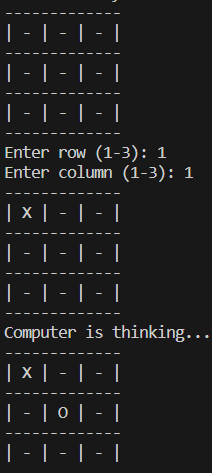 -------------
| - | - | - |
-------------
| - | - | - |
-------------
| - | - | - |
-------------
Enter row (1-3): 1
Enter column (1-3): 1
-------------
| X | - | - |
-------------
| - | - | - |
-------------
| - | - | - |
-------------
Computer is thinking...
-------------
| X | - | - |
-------------
| - | O | - |
-------------
| - | - | - |